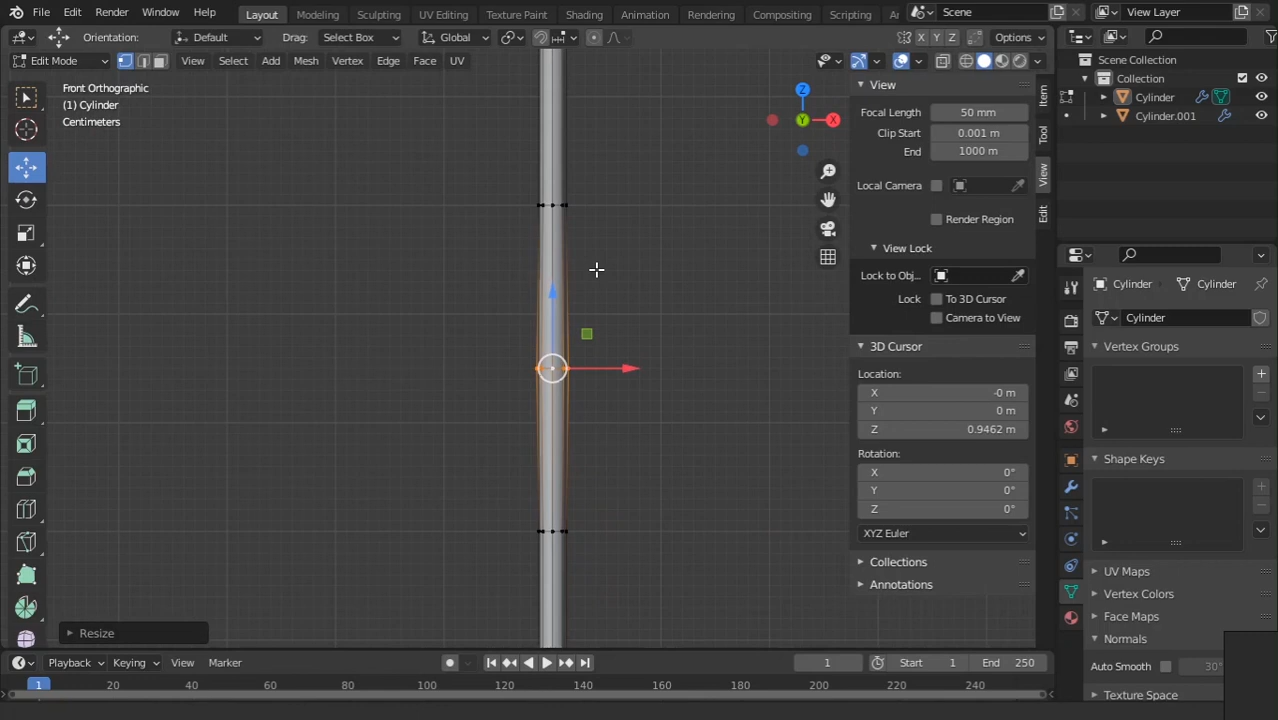 File Edit Render Window Help Layout Modeling Sculpting UV Editing Texture Paint Shading Animation Rendering Compositing Scripting Scene View Layer
Orientation: Default Drag: Select Box Global X Y Z Options
Edit Mode View Select Add Mesh Vertex Edge Face UV
Front Orthographic
(1) Cylinder
Centimeters
Z
Y
X
View
Focal Length 50 mm
Clip Start 0.001 m
End 1000 m
Local Camera
Render Region
View Lock
Lock to Obj...
Lock To 3D Cursor
Camera to View
3D Cursor
Location:
X -0 m
Y 0 m
Z 0.9462 m
Rotation:
X 0°
Y 0°
Z 0°
XYZ Euler
Collections
Annotations
Item
Tool
View
Edit
Scene Collection
Collection
Cylinder
Cylinder.001
Cylinder Cylinder
Cylinder
Vertex Groups
Shape Keys
UV Maps
Vertex Colors
Face Maps
Normals
Auto Smooth 30°
Texture Space
Resize
Playback Keying View Marker 1 Start 1 End 250
1 20 40 60 80 100 120 140 160 180 200 220 240